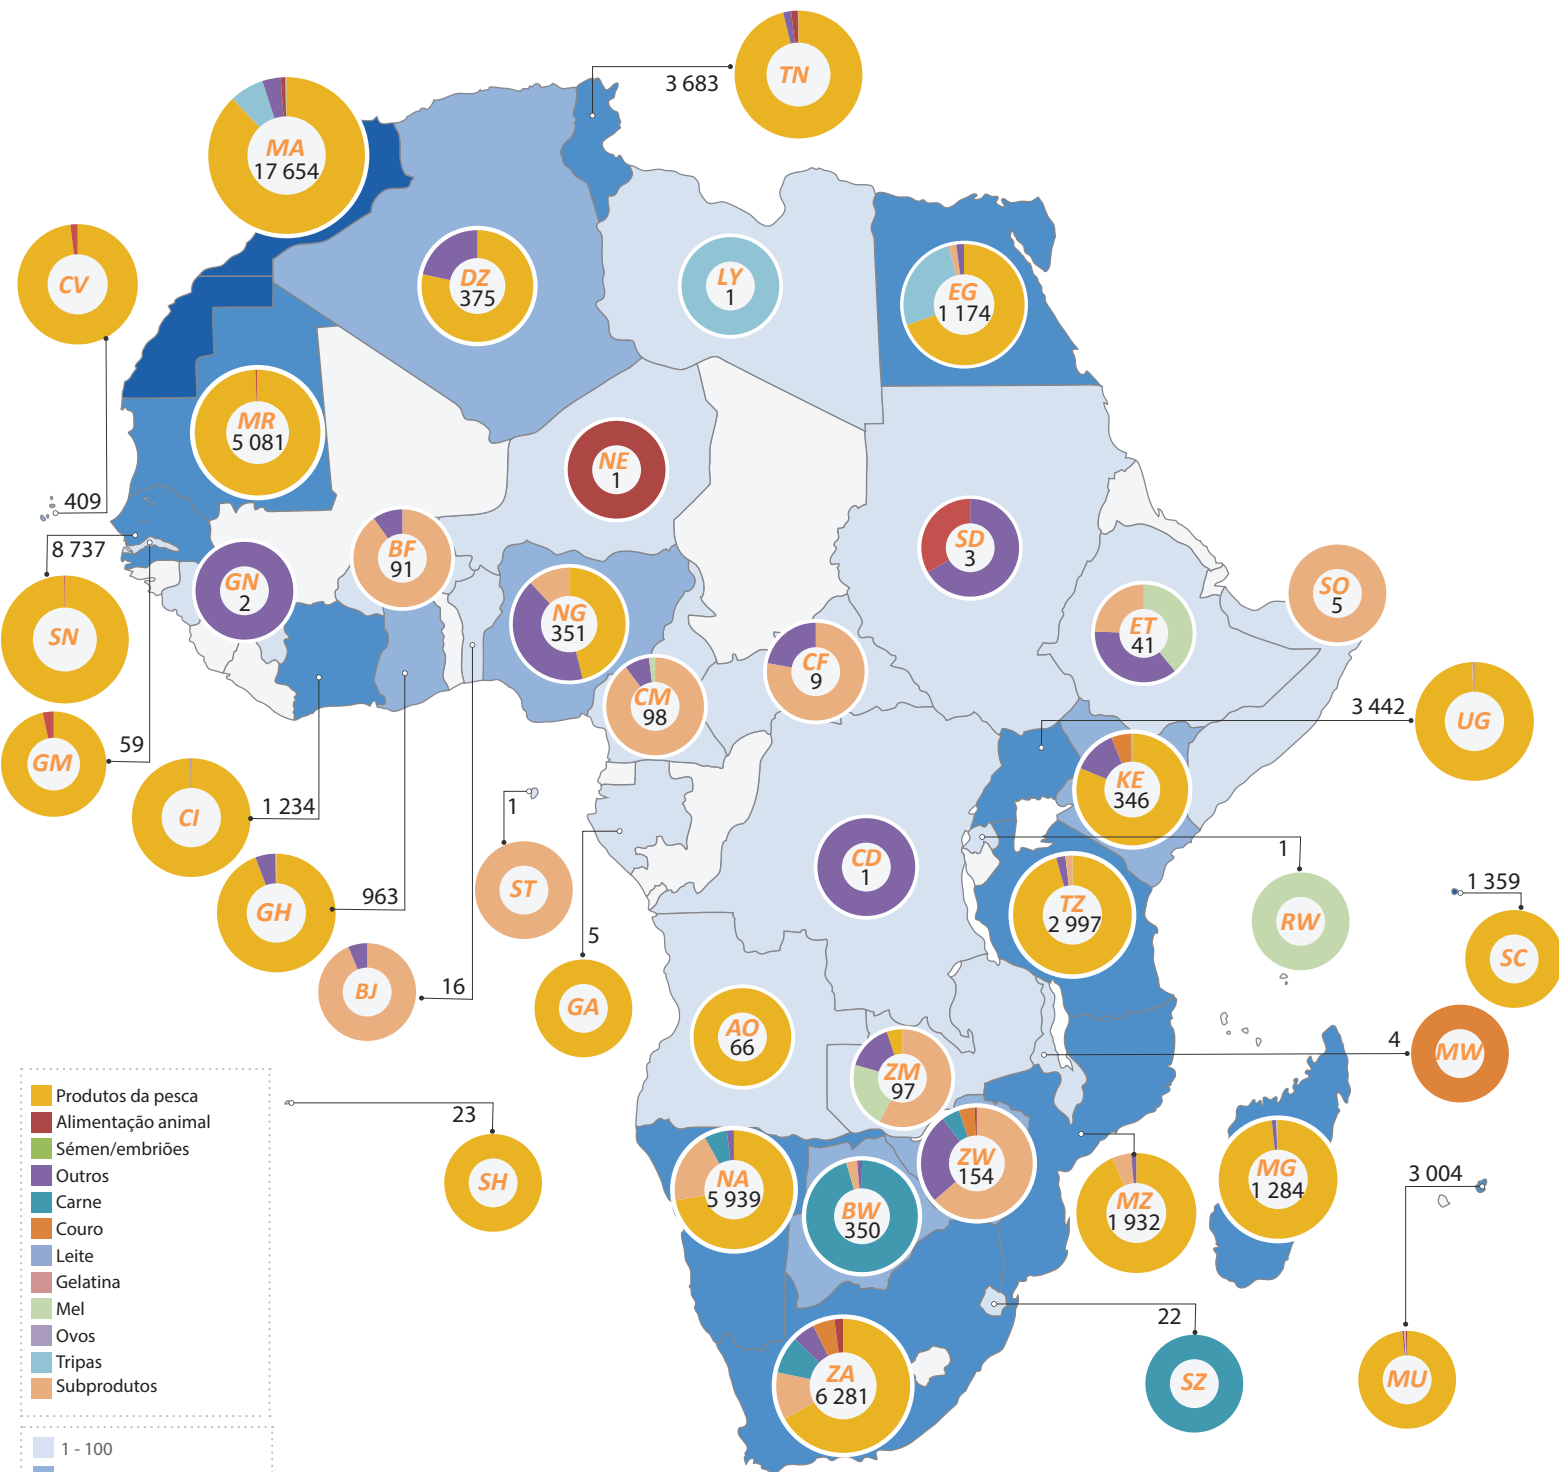 TN
3 683
MA
17 654
CV
DZ
375
LY
1
EG
1 174
MR
5 081
NE
1
409
8 737
SN
GN
2
BF
91
NG
351
SD
3
SO
5
ET
41
CM
98
CF
9
3 442
UG
GM
59
CI
1 234
KE
346
1
ST
GH
963
CD
1
1
RW
TZ
2 997
1 359
SC
BJ
16
5
GA
AO
66
ZM
97
4
MW
Produtos da pesca
Alimentação animal
Sémen/embriões
Outros
Carne
Couro
Leite
Gelatina
Mel
Ovos
Tripas
Subprodutos
23
SH
NA
5 939
BW
350
ZW
154
MZ
1 932
MG
1 284
3 004
MU
22
SZ
ZA
6 281
1 - 100